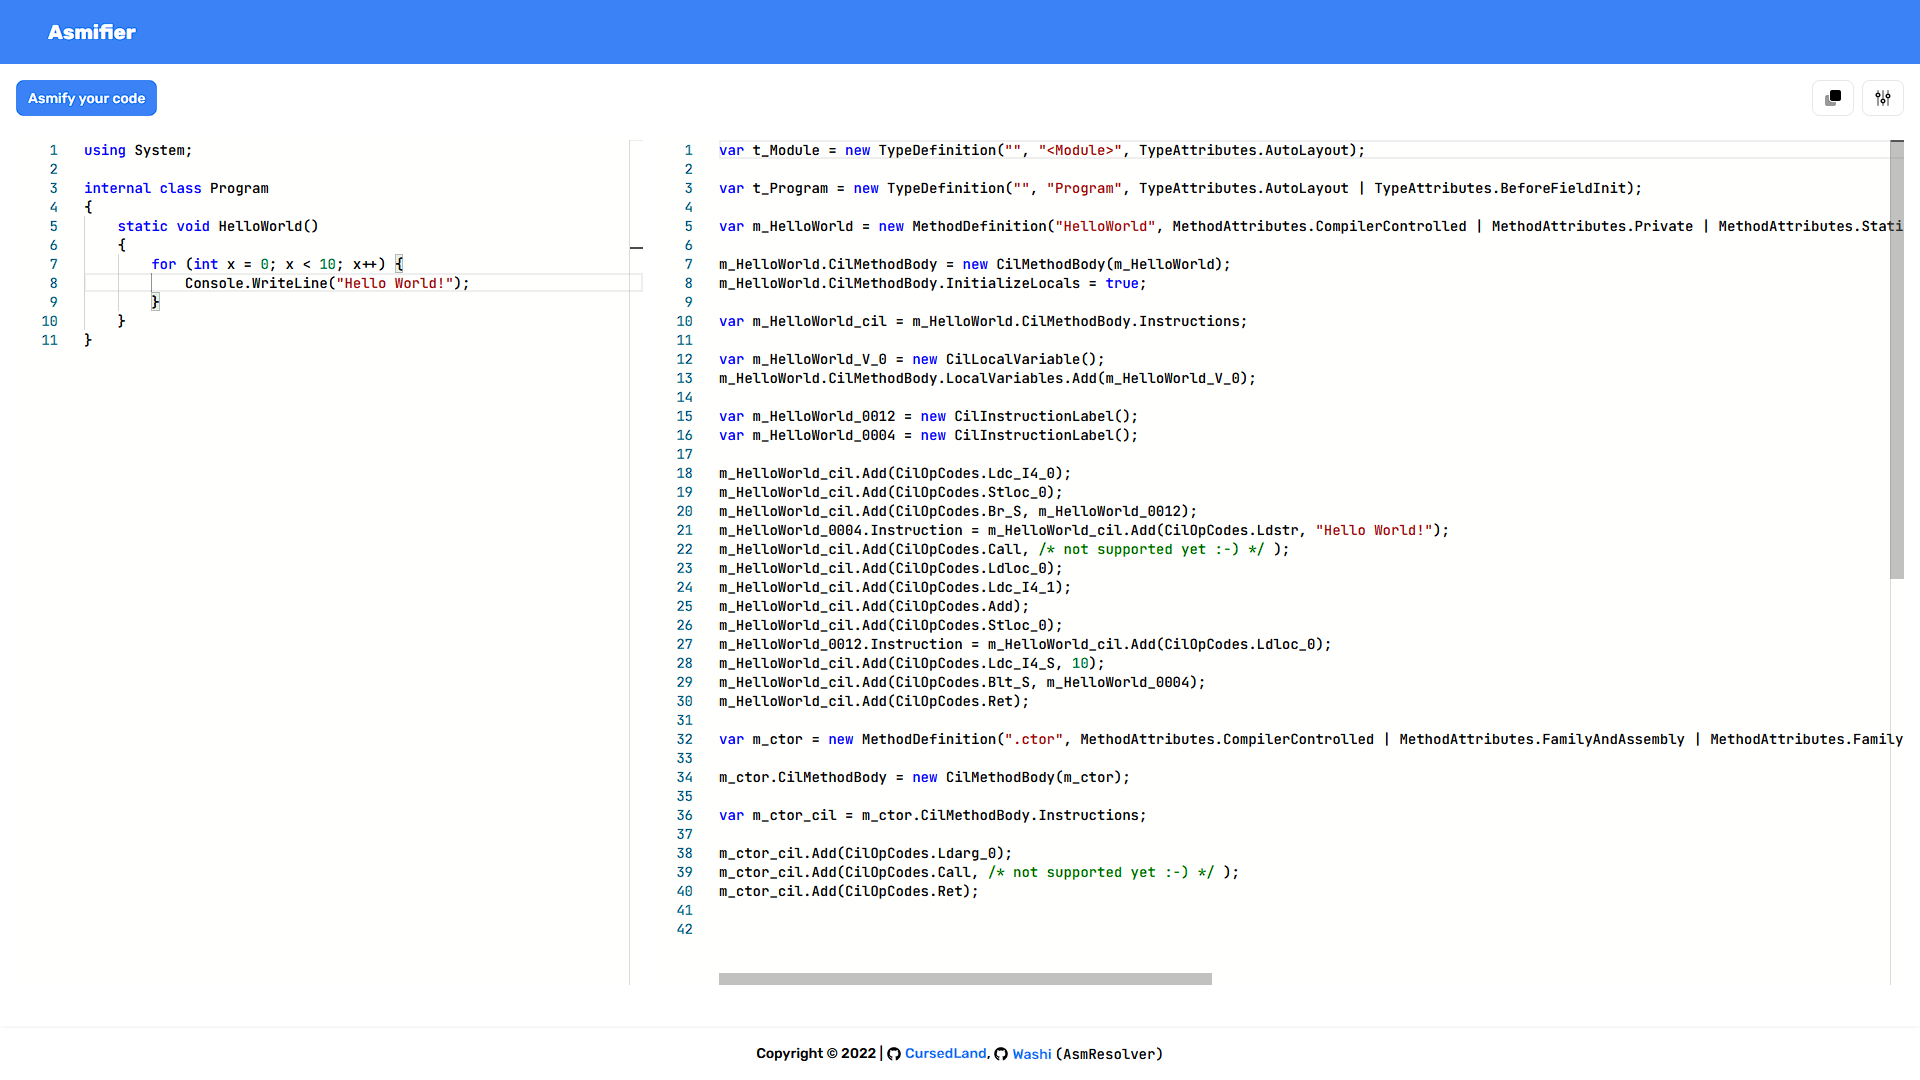 Asmifier
Asmify your code
1 using System;
2
3 internal class Program
4 {
5 static void HelloWorld()
6 {
7 for (int x = 0; x < 10; x++) {
8 Console.WriteLine("Hello World!");
9 }
10 }
11 }
1 var t_Module = new TypeDefinition("", "<Module>", TypeAttributes.AutoLayout);
2
3 var t_Program = new TypeDefinition("", "Program", TypeAttributes.AutoLayout | TypeAttributes.BeforeFieldInit);
4
5 var m_HelloWorld = new MethodDefinition("HelloWorld", MethodAttributes.CompilerControlled | MethodAttributes.Private | MethodAttributes.Stati
6
7 m_HelloWorld.CilMethodBody = new CilMethodBody(m_HelloWorld);
8 m_HelloWorld.CilMethodBody.InitializeLocals = true;
9
10 var m_HelloWorld_cil = m_HelloWorld.CilMethodBody.Instructions;
11
12 var m_HelloWorld_V_0 = new CilLocalVariable();
13 m_HelloWorld.CilMethodBody.LocalVariables.Add(m_HelloWorld_V_0);
14
15 var m_HelloWorld_0012 = new CilInstructionLabel();
16 var m_HelloWorld_0004 = new CilInstructionLabel();
17
18 m_HelloWorld_cil.Add(CilOpCodes.Ldc_I4_0);
19 m_HelloWorld_cil.Add(CilOpCodes.Stloc_0);
20 m_HelloWorld_cil.Add(CilOpCodes.Br_S, m_HelloWorld_0012);
21 m_HelloWorld_0004.Instruction = m_HelloWorld_cil.Add(CilOpCodes.Ldstr, "Hello World!");
22 m_HelloWorld_cil.Add(CilOpCodes.Call, /* not supported yet :-) */ );
23 m_HelloWorld_cil.Add(CilOpCodes.Ldloc_0);
24 m_HelloWorld_cil.Add(CilOpCodes.Ldc_I4_1);
25 m_HelloWorld_cil.Add(CilOpCodes.Add);
26 m_HelloWorld_cil.Add(CilOpCodes.Stloc_0);
27 m_HelloWorld_0012.Instruction = m_HelloWorld_cil.Add(CilOpCodes.Ldloc_0);
28 m_HelloWorld_cil.Add(CilOpCodes.Ldc_I4_S, 10);
29 m_HelloWorld_cil.Add(CilOpCodes.Blt_S, m_HelloWorld_0004);
30 m_HelloWorld_cil.Add(CilOpCodes.Ret);
31
32 var m_ctor = new MethodDefinition(".ctor", MethodAttributes.CompilerControlled | MethodAttributes.FamilyAndAssembly | MethodAttributes.Family
33
34 m_ctor.CilMethodBody = new CilMethodBody(m_ctor);
35
36 var m_ctor_cil = m_ctor.CilMethodBody.Instructions;
37
38 m_ctor_cil.Add(CilOpCodes.Ldarg_0);
39 m_ctor_cil.Add(CilOpCodes.Call, /* not supported yet :-) */ );
40 m_ctor_cil.Add(CilOpCodes.Ret);
41
42
Copyright © 2022 | CursedLand, Washi (AsmResolver)